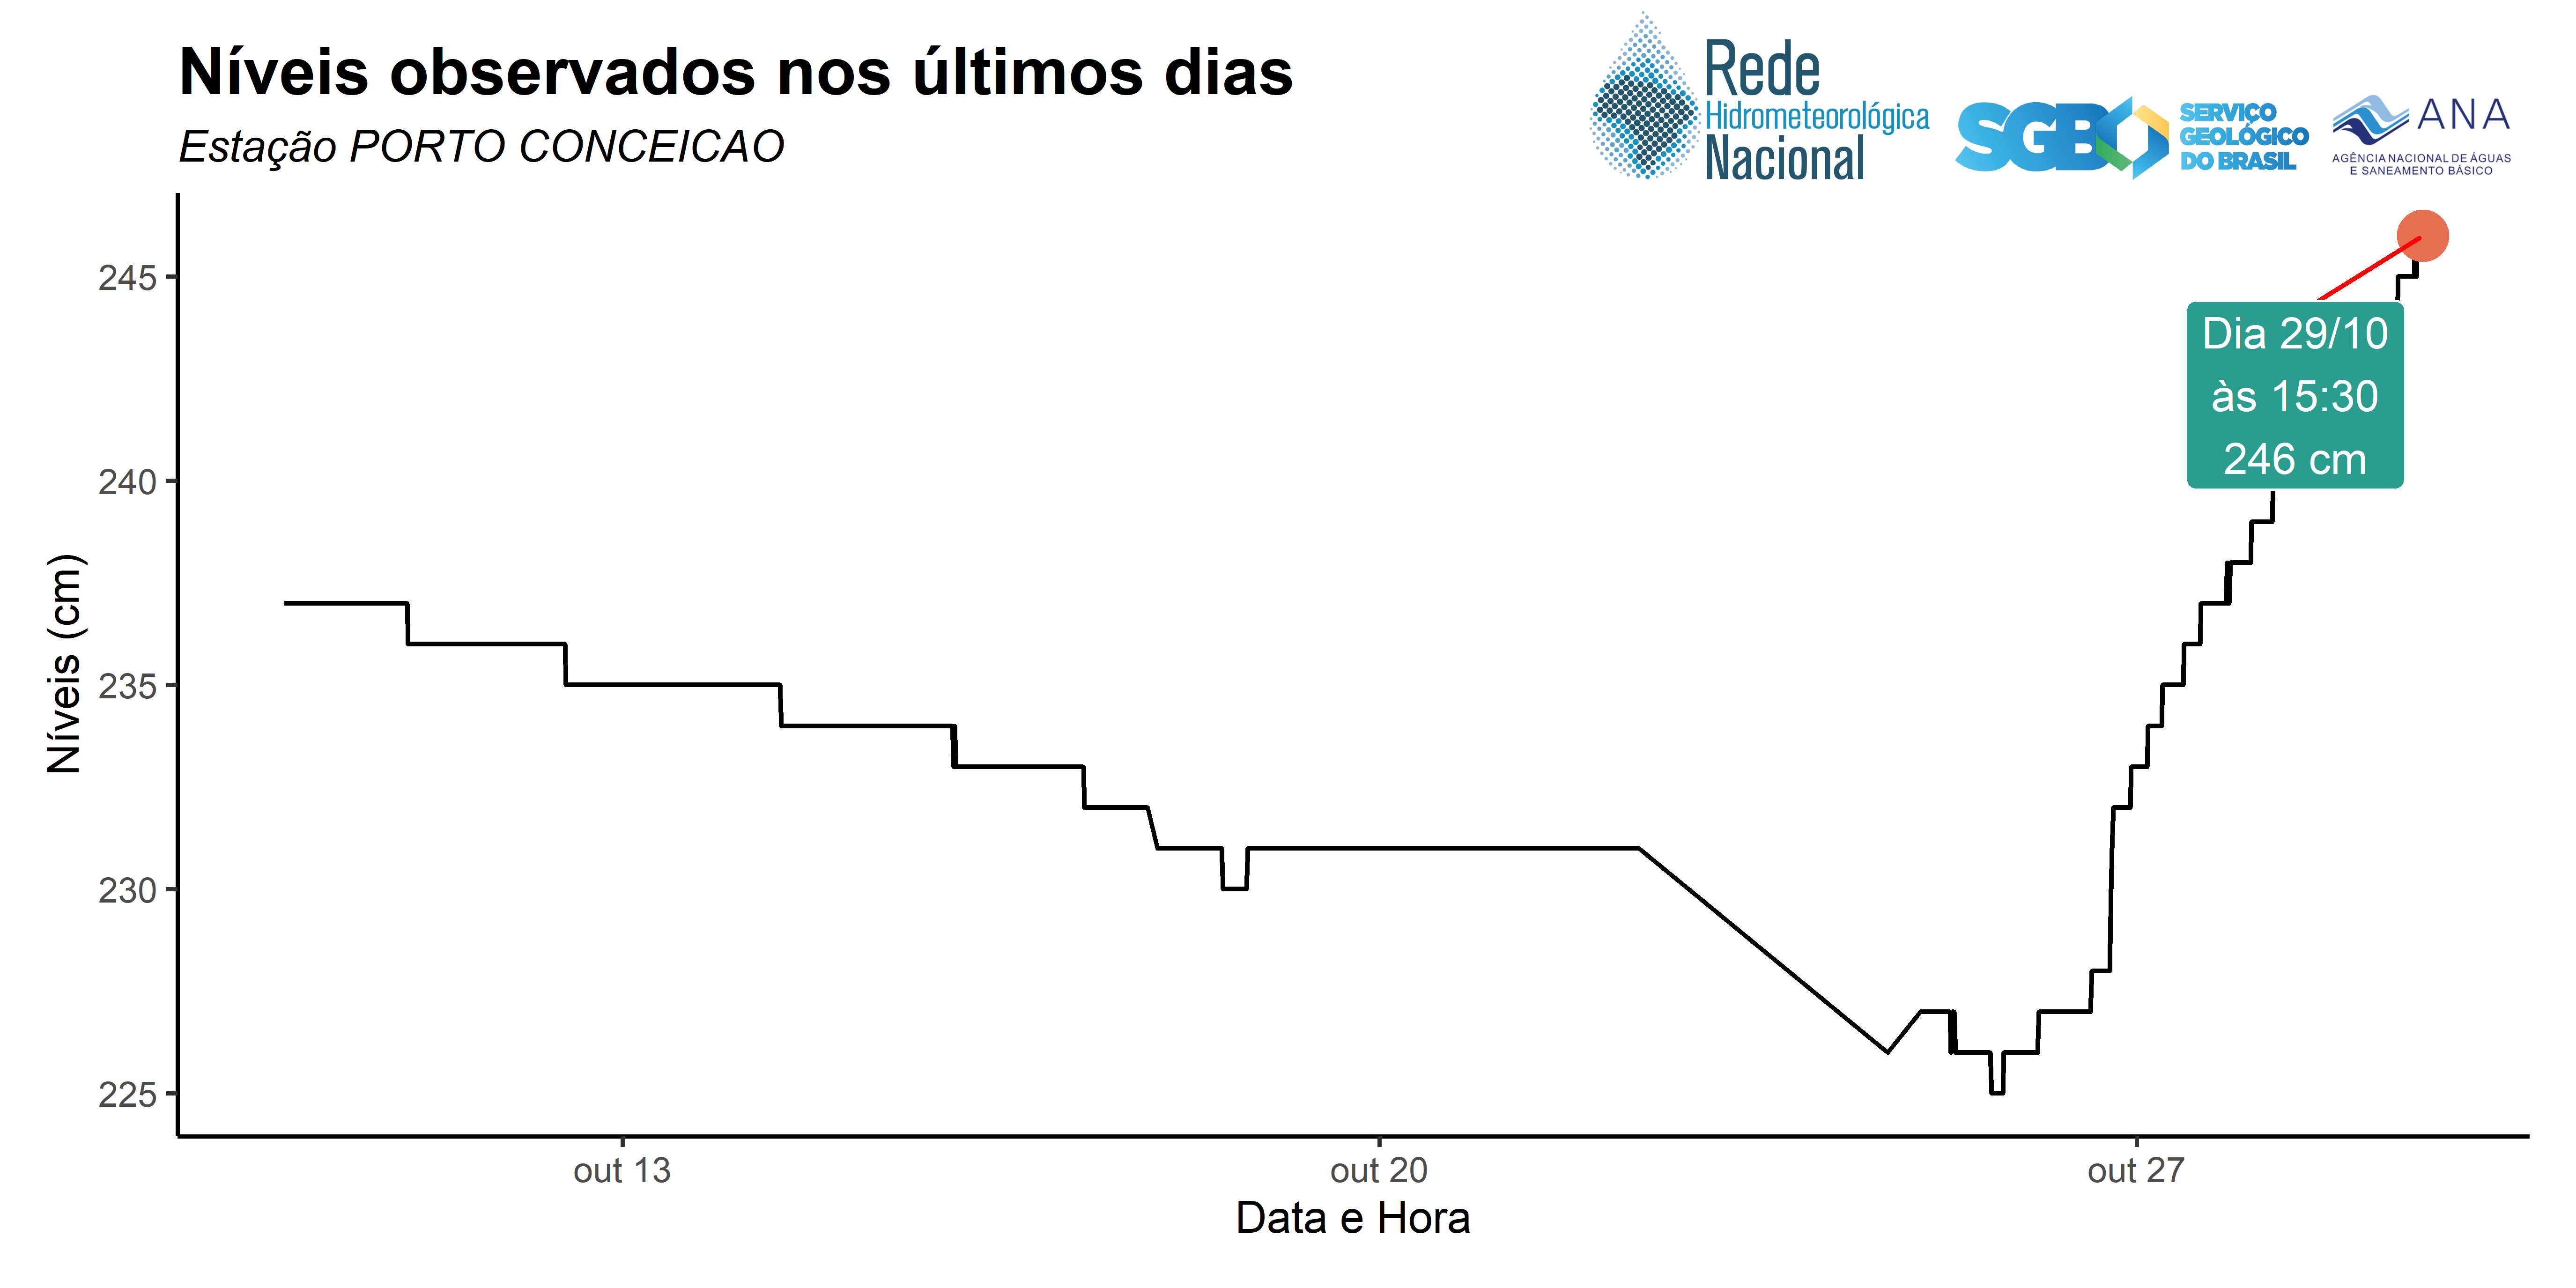 Níveis observados nos últimos dias
Estação PORTO CONCEICAO
Rede
Hidrometeorológica
Nacional
SGB
SERVIÇO
GEOLÓGICO
DO BRASIL
ANA
AGÊNCIA NACIONAL DE ÁGUAS
E SANEAMENTO BÁSICO
Níveis (cm)
245
240
235
230
225
Dia 29/10
às 15:30
246 cm
out 13
out 20
out 27
Data e Hora